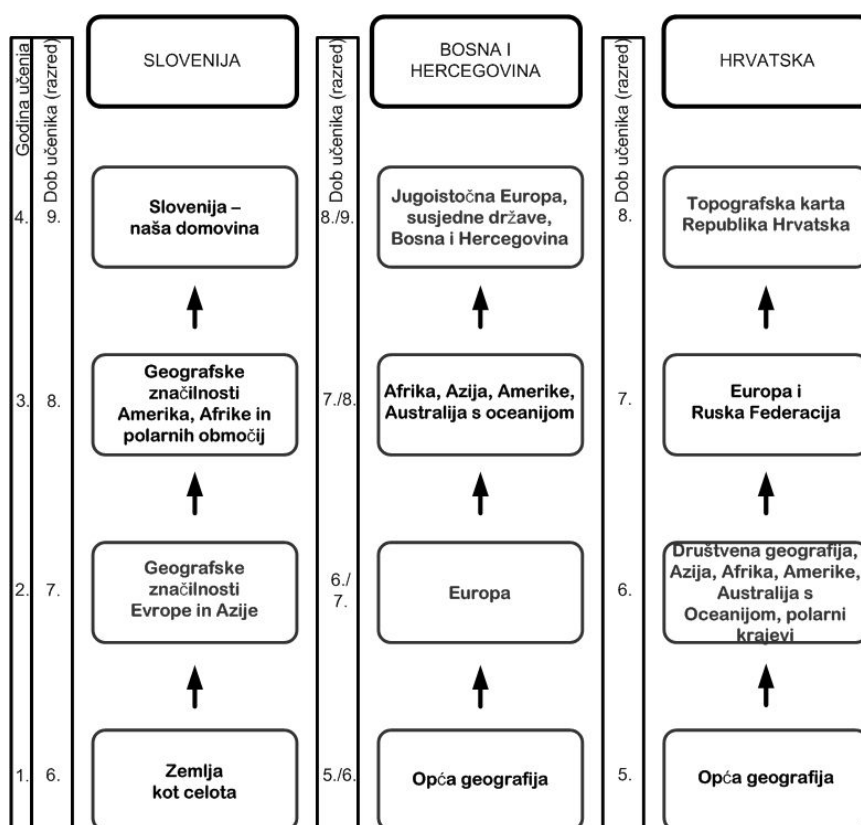 SLOVENIJA
BOSNA I
HERCEGOVINA
HRVATSKA
Godina učenja
Dob učenika (razred)
Dob učenika (razred)
Dob učenika (razred)
4.
9.
Slovenija –
naša domovina
8./9.
Jugoistočna Europa,
susjedne države,
Bosna i Hercegovina
8.
Topografska karta
Republika Hrvatska
3.
8.
Geografske
značilnosti
Amerika, Afrike in
polarnih območij
7./8.
Afrika, Azija, Amerike,
Australija s oceanijom
7.
Europa i
Ruska Federacija
2.
7.
Geografske
značilnosti
Evrope in Azije
6./
7.
Europa
6.
Društvena geografija,
Azija, Afrika, Amerike,
Australija s
Oceanijom, polarni
krajevi
1.
6.
Zemlja
kot celota
5./6.
Opća geografija
5.
Opća geografija